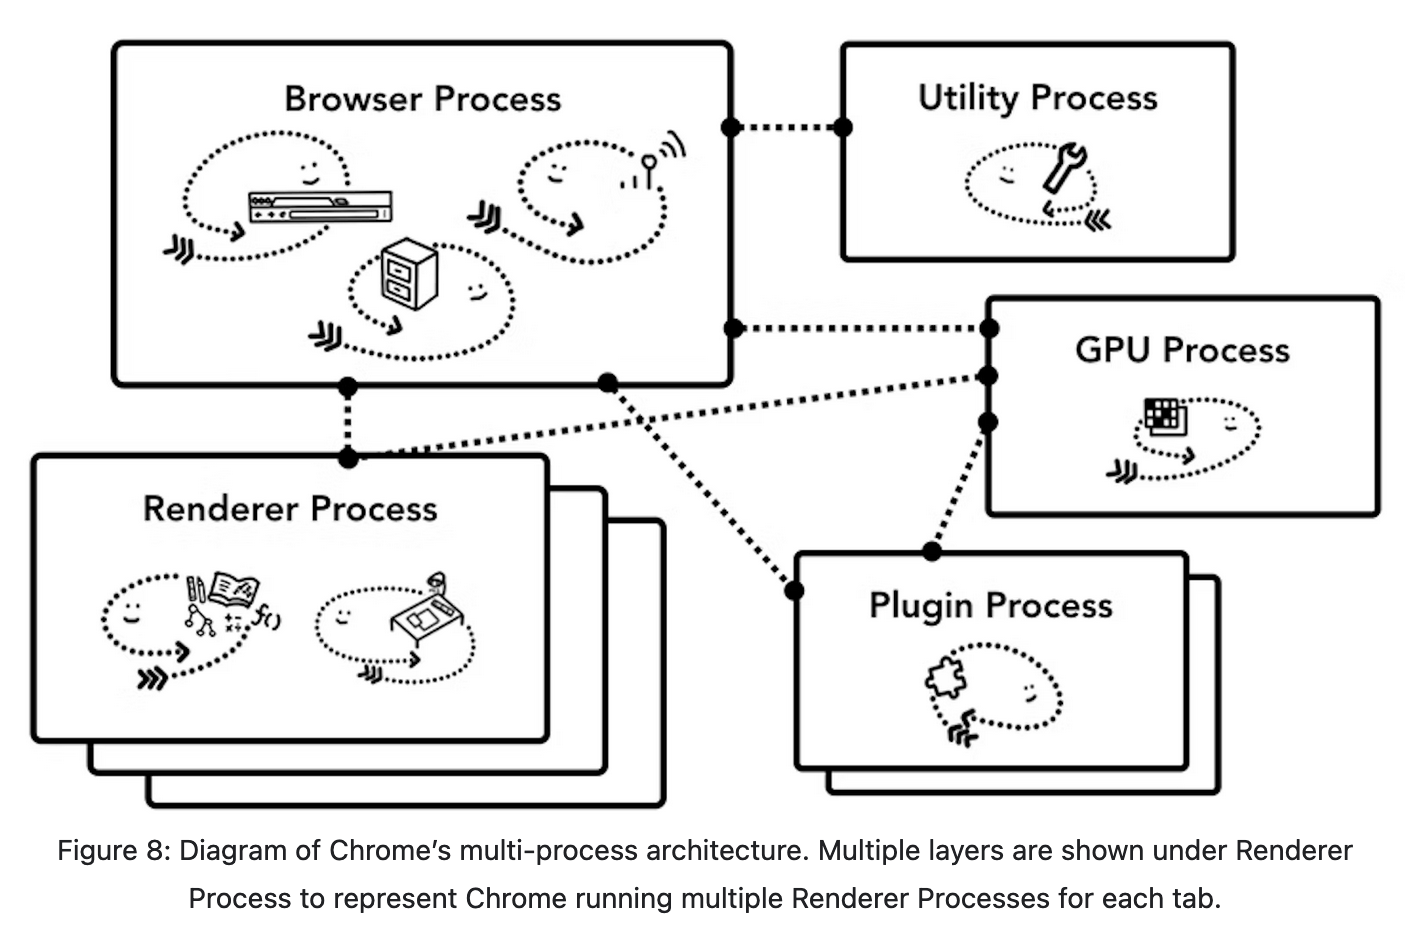 Browser Process
Utility Process
GPU Process
Renderer Process
f()
Plugin Process
Figure 8: Diagram of Chrome’s multi-process architecture. Multiple layers are shown under Renderer
Process to represent Chrome running multiple Renderer Processes for each tab.